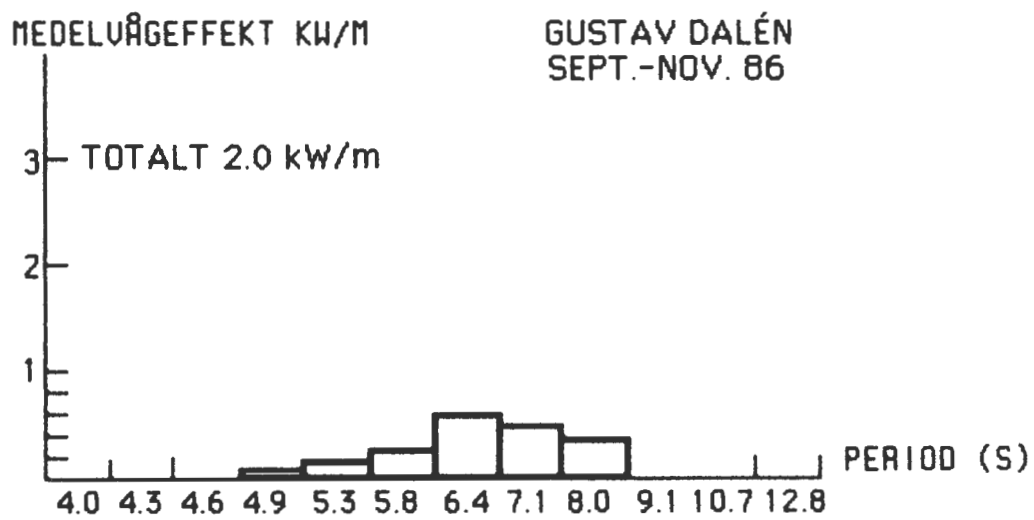 MEDELVÅGEFFEKT KW/M
GUSTAV DALÉN
SEPT.-NOV. 86
3
TOTALT 2.0 kW/m
2
1
PERIOD (S)
4.0 4.3 4.6 4.9 5.3 5.8 6.4 7.1 8.0 9.1 10.7 12.8